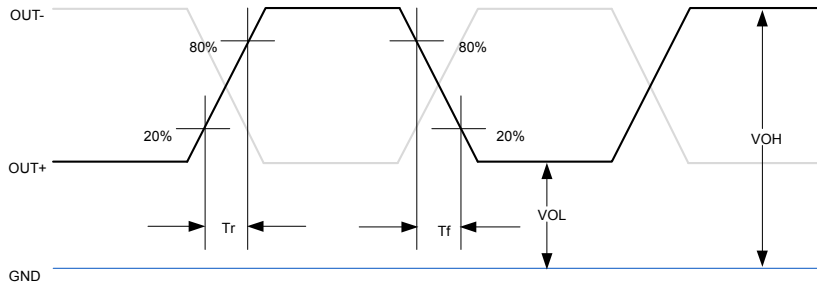 OUT-
80%
80%
20%
20%
VOH
OUT+
VOL
Tr
Tf
GND